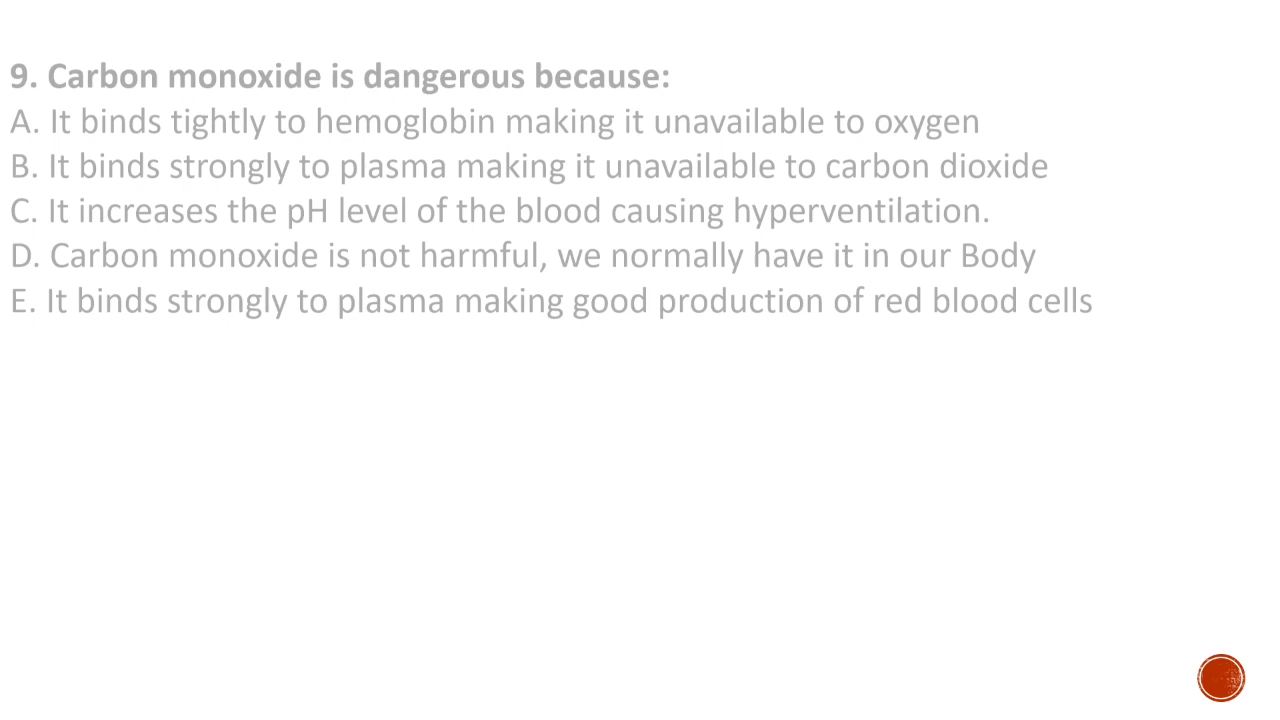 9. Carbon monoxide is dangerous because:
A. It binds tightly to hemoglobin making it unavailable to oxygen
B. It binds strongly to plasma making it unavailable to carbon dioxide
C. It increases the pH level of the blood causing hyperventilation.
D. Carbon monoxide is not harmful, we normally have it in our Body
E. It binds strongly to plasma making good production of red blood cells